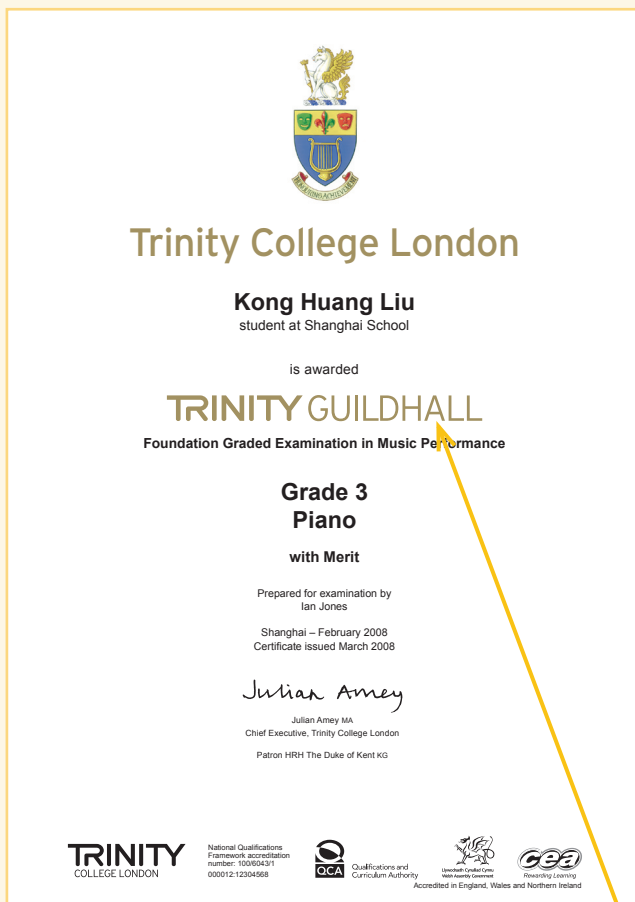 Trinity College London
Kong Huang Liu
student at Shanghai School
is awarded
TRINITY GUILDHALL
Foundation Graded Examination in Music Performance
Grade 3
Piano
with Merit
Prepared for examination by
Ian Jones
Shanghai – February 2008
Certificate issued March 2008
Julian Amey
Julian Amey MA
Chief Executive, Trinity College London
Patron HRH The Duke of Kent KG
TRINITY
COLLEGE LONDON
National Qualifications
Framework accreditation
number: 100/6043/1
000012:12304568
QCA
Qualifications and
Curriculum Authority
Llywodraeth Cynulliad Cymru
Welsh Assembly Government
cea
Rewarding Learning
Accredited in England, Wales and Northern Ireland